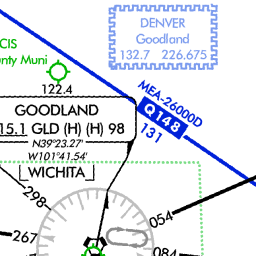 DENVER
Goodland
132.7 226.675
CIS
nty Muni
122.4
MEA-26000D
Q148
131
GOODLAND
15.1 GLD (H) (H) 98
N39°23.27'
W101°41.54'
WICHITA
298
054
267
084